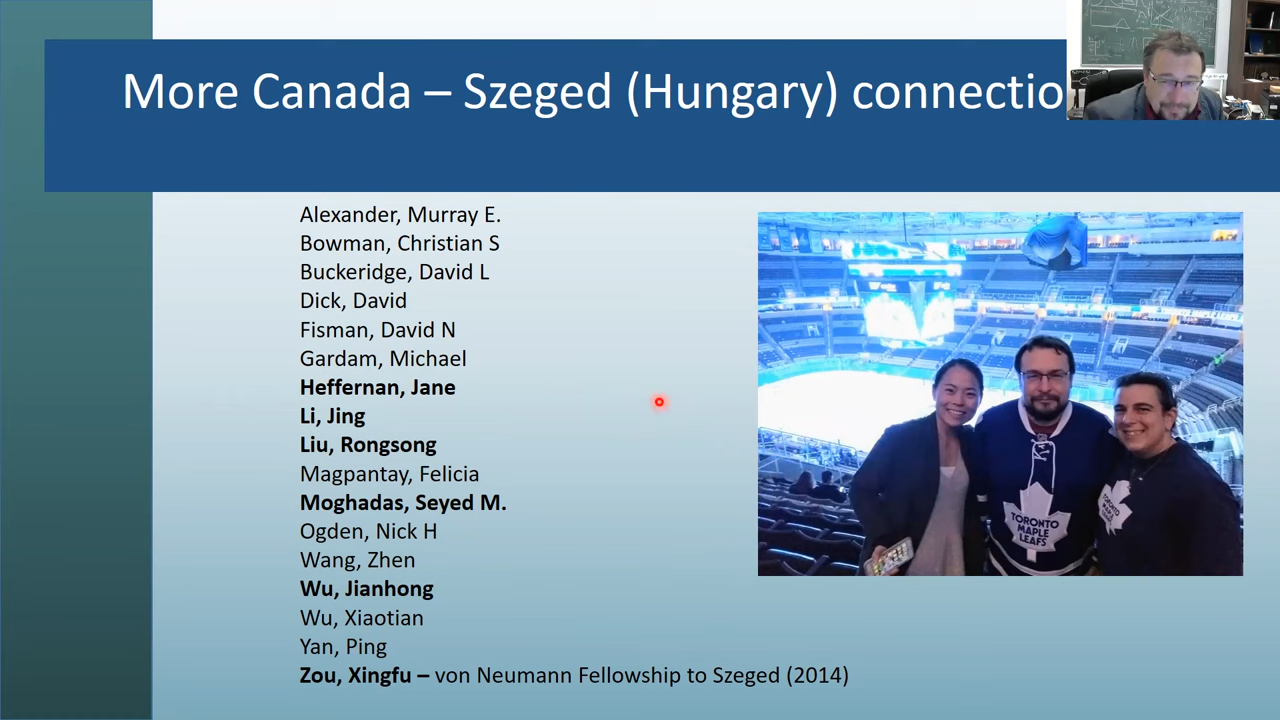 More Canada – Szeged (Hungary) connectio
Alexander, Murray E.
Bowman, Christian S
Buckeridge, David L
Dick, David
Fisman, David N
Gardam, Michael
Heffernan, Jane
Li, Jing
Liu, Rongsong
Magpantay, Felicia
Moghadas, Seyed M.
Ogden, Nick H
Wang, Zhen
Wu, Jianhong
Wu, Xiaotian
Yan, Ping
Zou, Xingfu – von Neumann Fellowship to Szeged (2014)
TORONTO
MAPLE
LEAFS